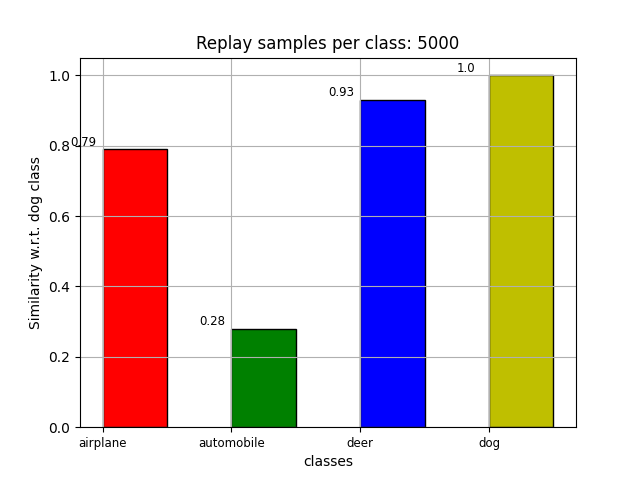 Replay samples per class: 5000
Similarity w.r.t. dog class
1.0
0.8
0.6
0.4
0.2
0.0
0.79
0.28
0.93
1.0
airplane automobile deer dog
classes